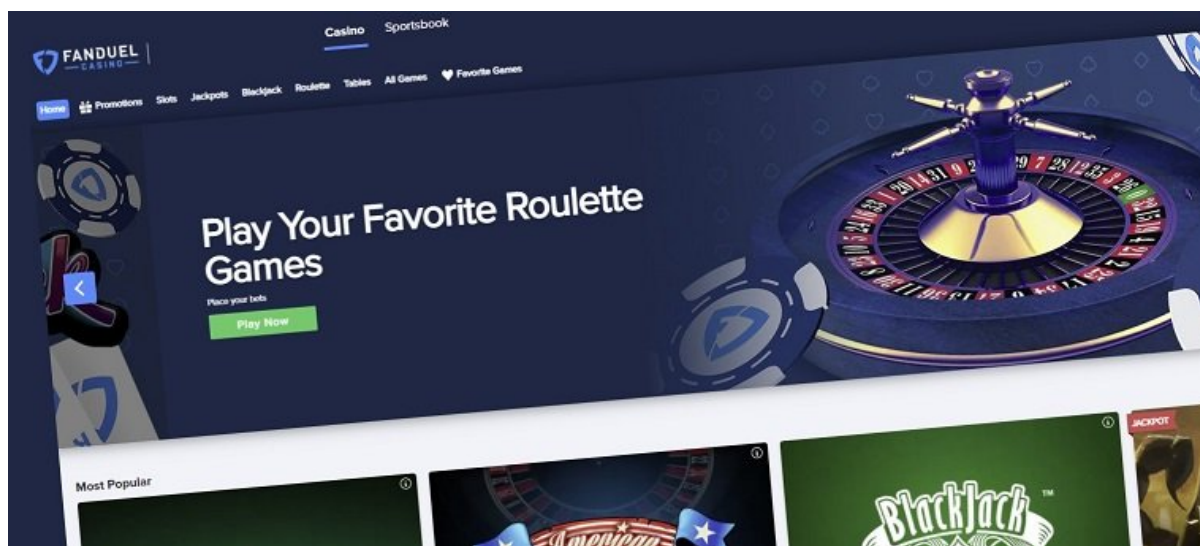 Casino Sportsbook
FANDUEL
CASINO
Home Promotions Slots Jackpots Blackjack Roulette Tables All Games Favorite Games
Play Your Favorite Roulette
Games
Place your bets
Play Now
Most Popular
JACKPOT
BlackJack ™
American